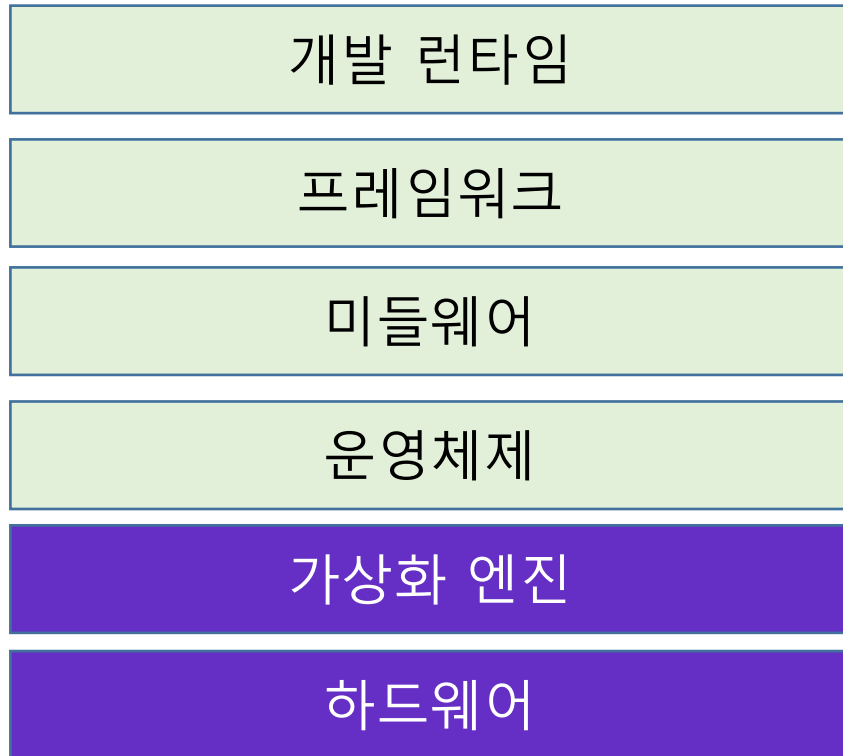 개발 런타임
프레임워크
미들웨어
운영체제
가상화 엔진
하드웨어